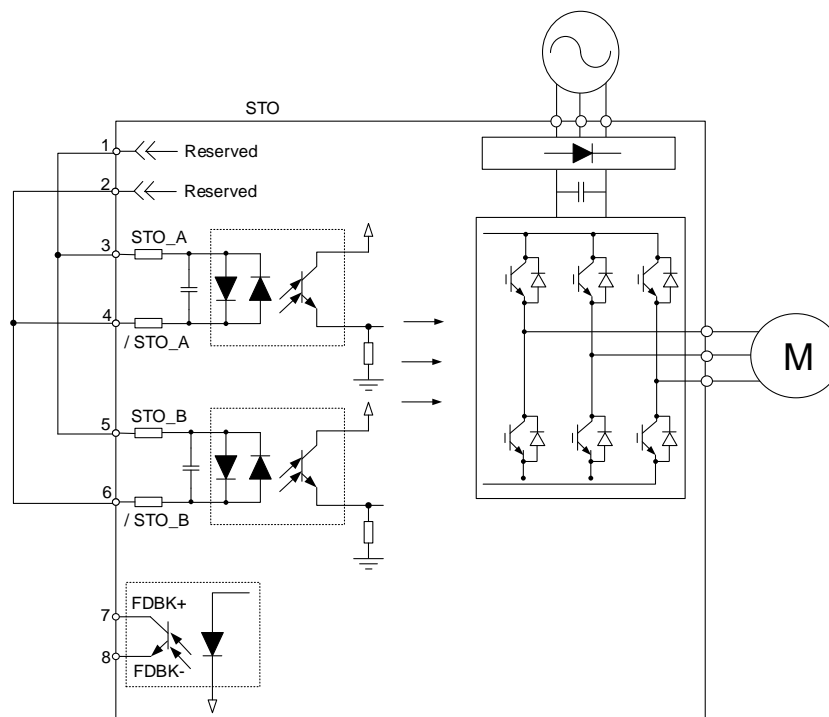 STO
1
Reserved
2
Reserved
3
STO_A
4
/ STO_A
5
STO_B
6
/ STO_B
7
FDBK+
8
FDBK-
M